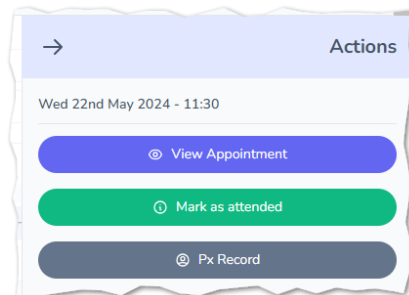 Actions
Wed 22nd May 2024 - 11:30
View Appointment
Mark as attended
Px Record